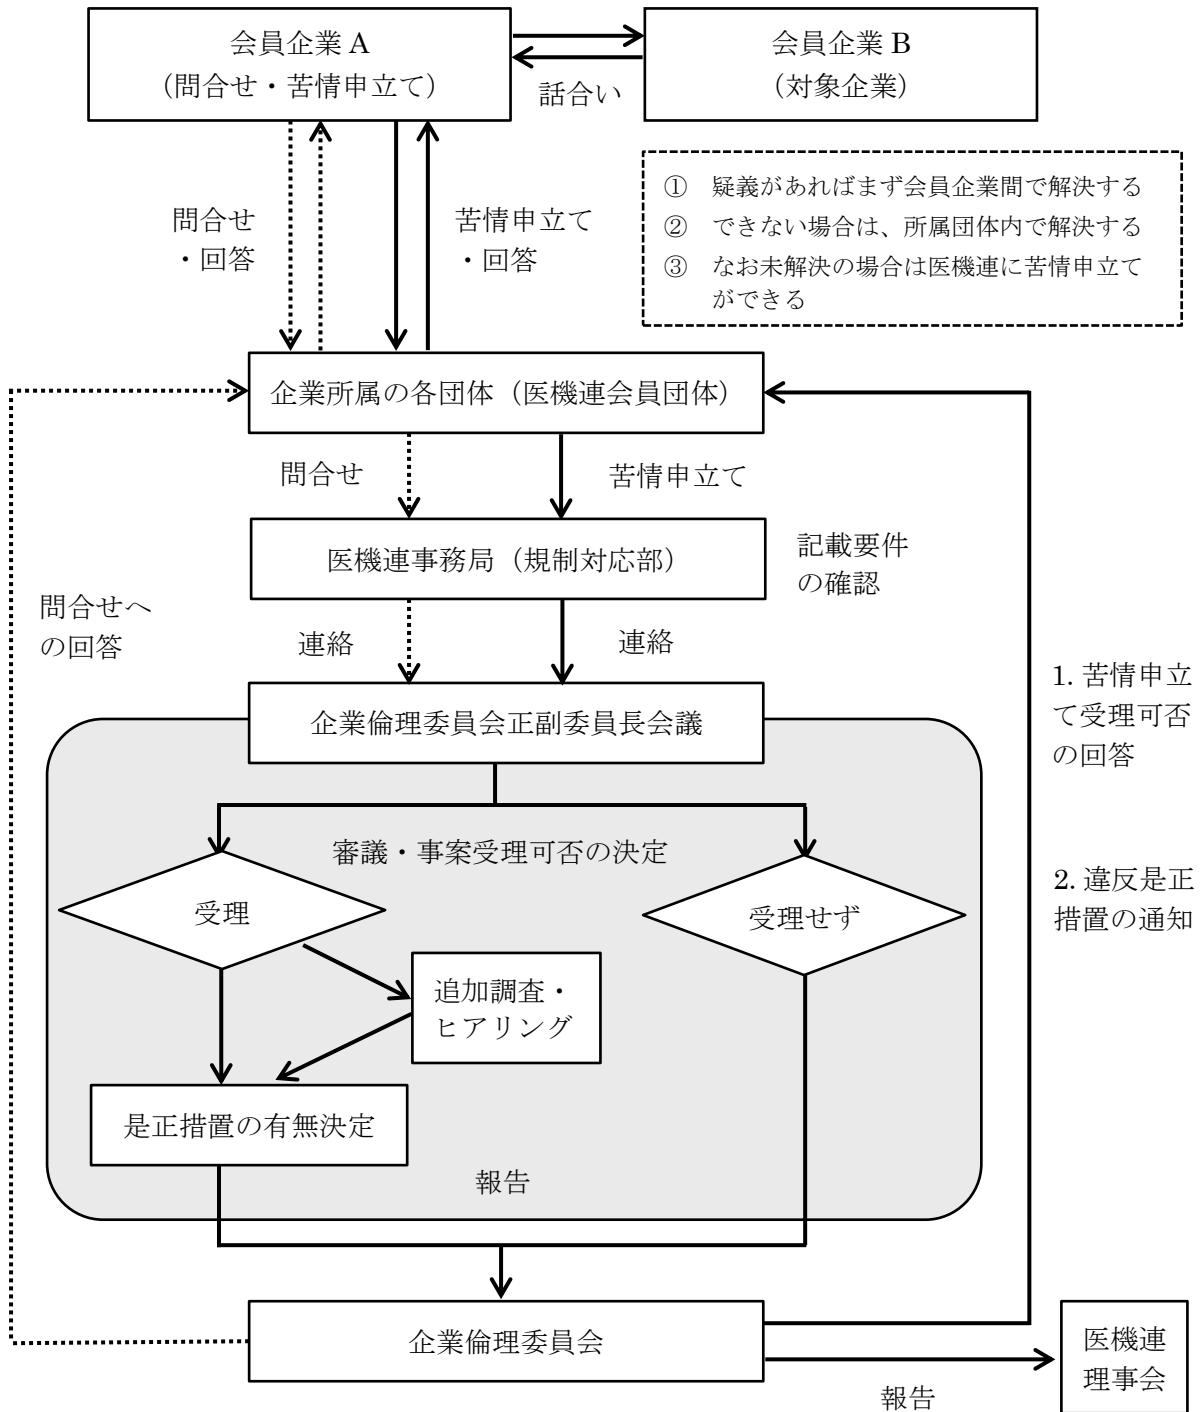 会員企業 A
（問合せ・苦情申立て）
会員企業 B
（対象企業）
話合い
① 疑義があればまず会員企業間で解決する
② できない場合は、所属団体内で解決する
③ なお未解決の場合は医機連に苦情申立て
ができる
問合せ
・回答
苦情申立て
・回答
企業所属の各団体（医機連会員団体）
問合せ
苦情申立て
医機連事務局（規制対応部）
記載要件
の確認
問合せへ
の回答
連絡
連絡
企業倫理委員会正副委員長会議
1. 苦情申立
て受理可否
の回答
審議・事案受理可否の決定
受理
受理せず
2. 違反是正
措置の通知
追加調査・
ヒアリング
是正措置の有無決定
報告
企業倫理委員会
医機連
理事会
報告